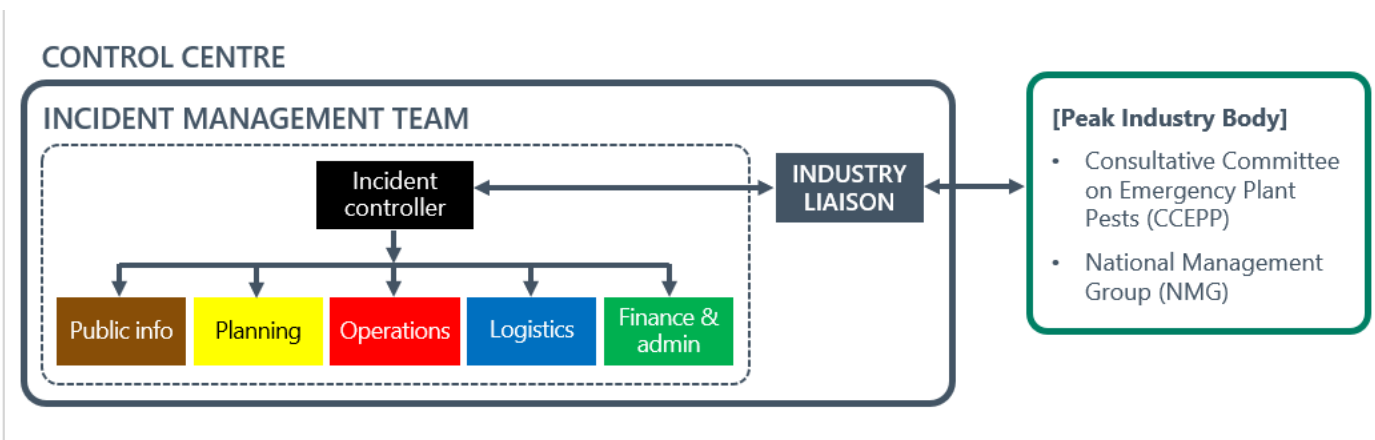 CONTROL CENTRE
INCIDENT MANAGEMENT TEAM
Incident
controller
INDUSTRY
LIAISON
Public info
Planning
Operations
Logistics
Finance &
admin
[Peak Industry Body]
• Consultative Committee
on Emergency Plant
Pests (CCEPP)
• National Management
Group (NMG)